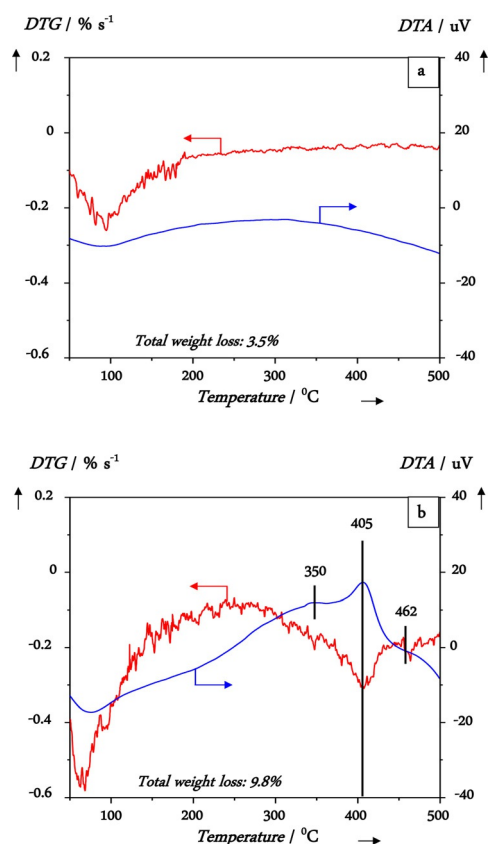 DTG / % s⁻¹ DTA / uV
0.2 40
a
0 20
-0.2 -0
-0.4 -20
Total weight loss: 3.5%
-0.6 -40
100 200 300 400 500
Temperature / ⁰C
DTG / % s⁻¹ DTA / uV
0.2 40
b
405
350
0 20
462
-0.2 0
-0.4 -20
Total weight loss: 9.8%
-0.6 -40
100 200 300 400 500
Temperature / ⁰C